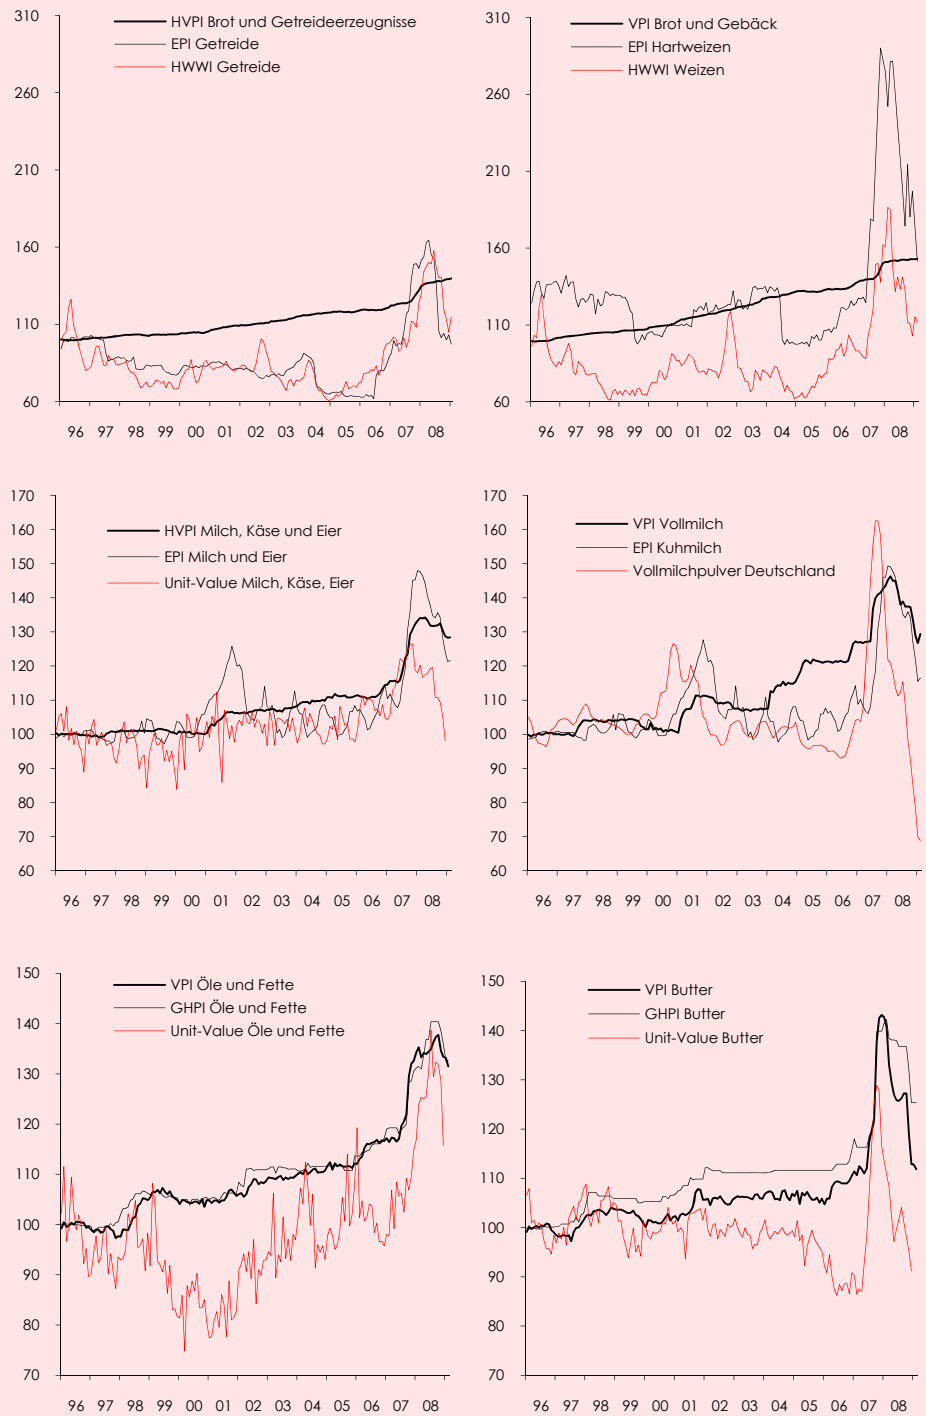 HVPI Brot und Getreideerzeugnisse
EPI Getreide
HWWI Getreide
310
260
210
160
110
60
96 97 98 99 00 01 02 03 04 05 06 07 08
VPI Brot und Gebäck
EPI Hartweizen
HWWI Weizen
310
260
210
160
110
60
96 97 98 99 00 01 02 03 04 05 06 07 08
HVPI Milch, Käse und Eier
EPI Milch und Eier
Unit-Value Milch, Käse, Eier
170
160
150
140
130
120
110
100
90
80
70
60
96 97 98 99 00 01 02 03 04 05 06 07 08
VPI Vollmilch
EPI Kuhmilch
Vollmilchpulver Deutschland
170
160
150
140
130
120
110
100
90
80
70
60
96 97 98 99 00 01 02 03 04 05 06 07 08
VPI Öle und Fette
GHPI Öle und Fette
Unit-Value Öle und Fette
150
140
130
120
110
100
90
80
70
96 97 98 99 00 01 02 03 04 05 06 07 08
VPI Butter
GHPI Butter
Unit-Value Butter
150
140
130
120
110
100
90
80
70
96 97 98 99 00 01 02 03 04 05 06 07 08